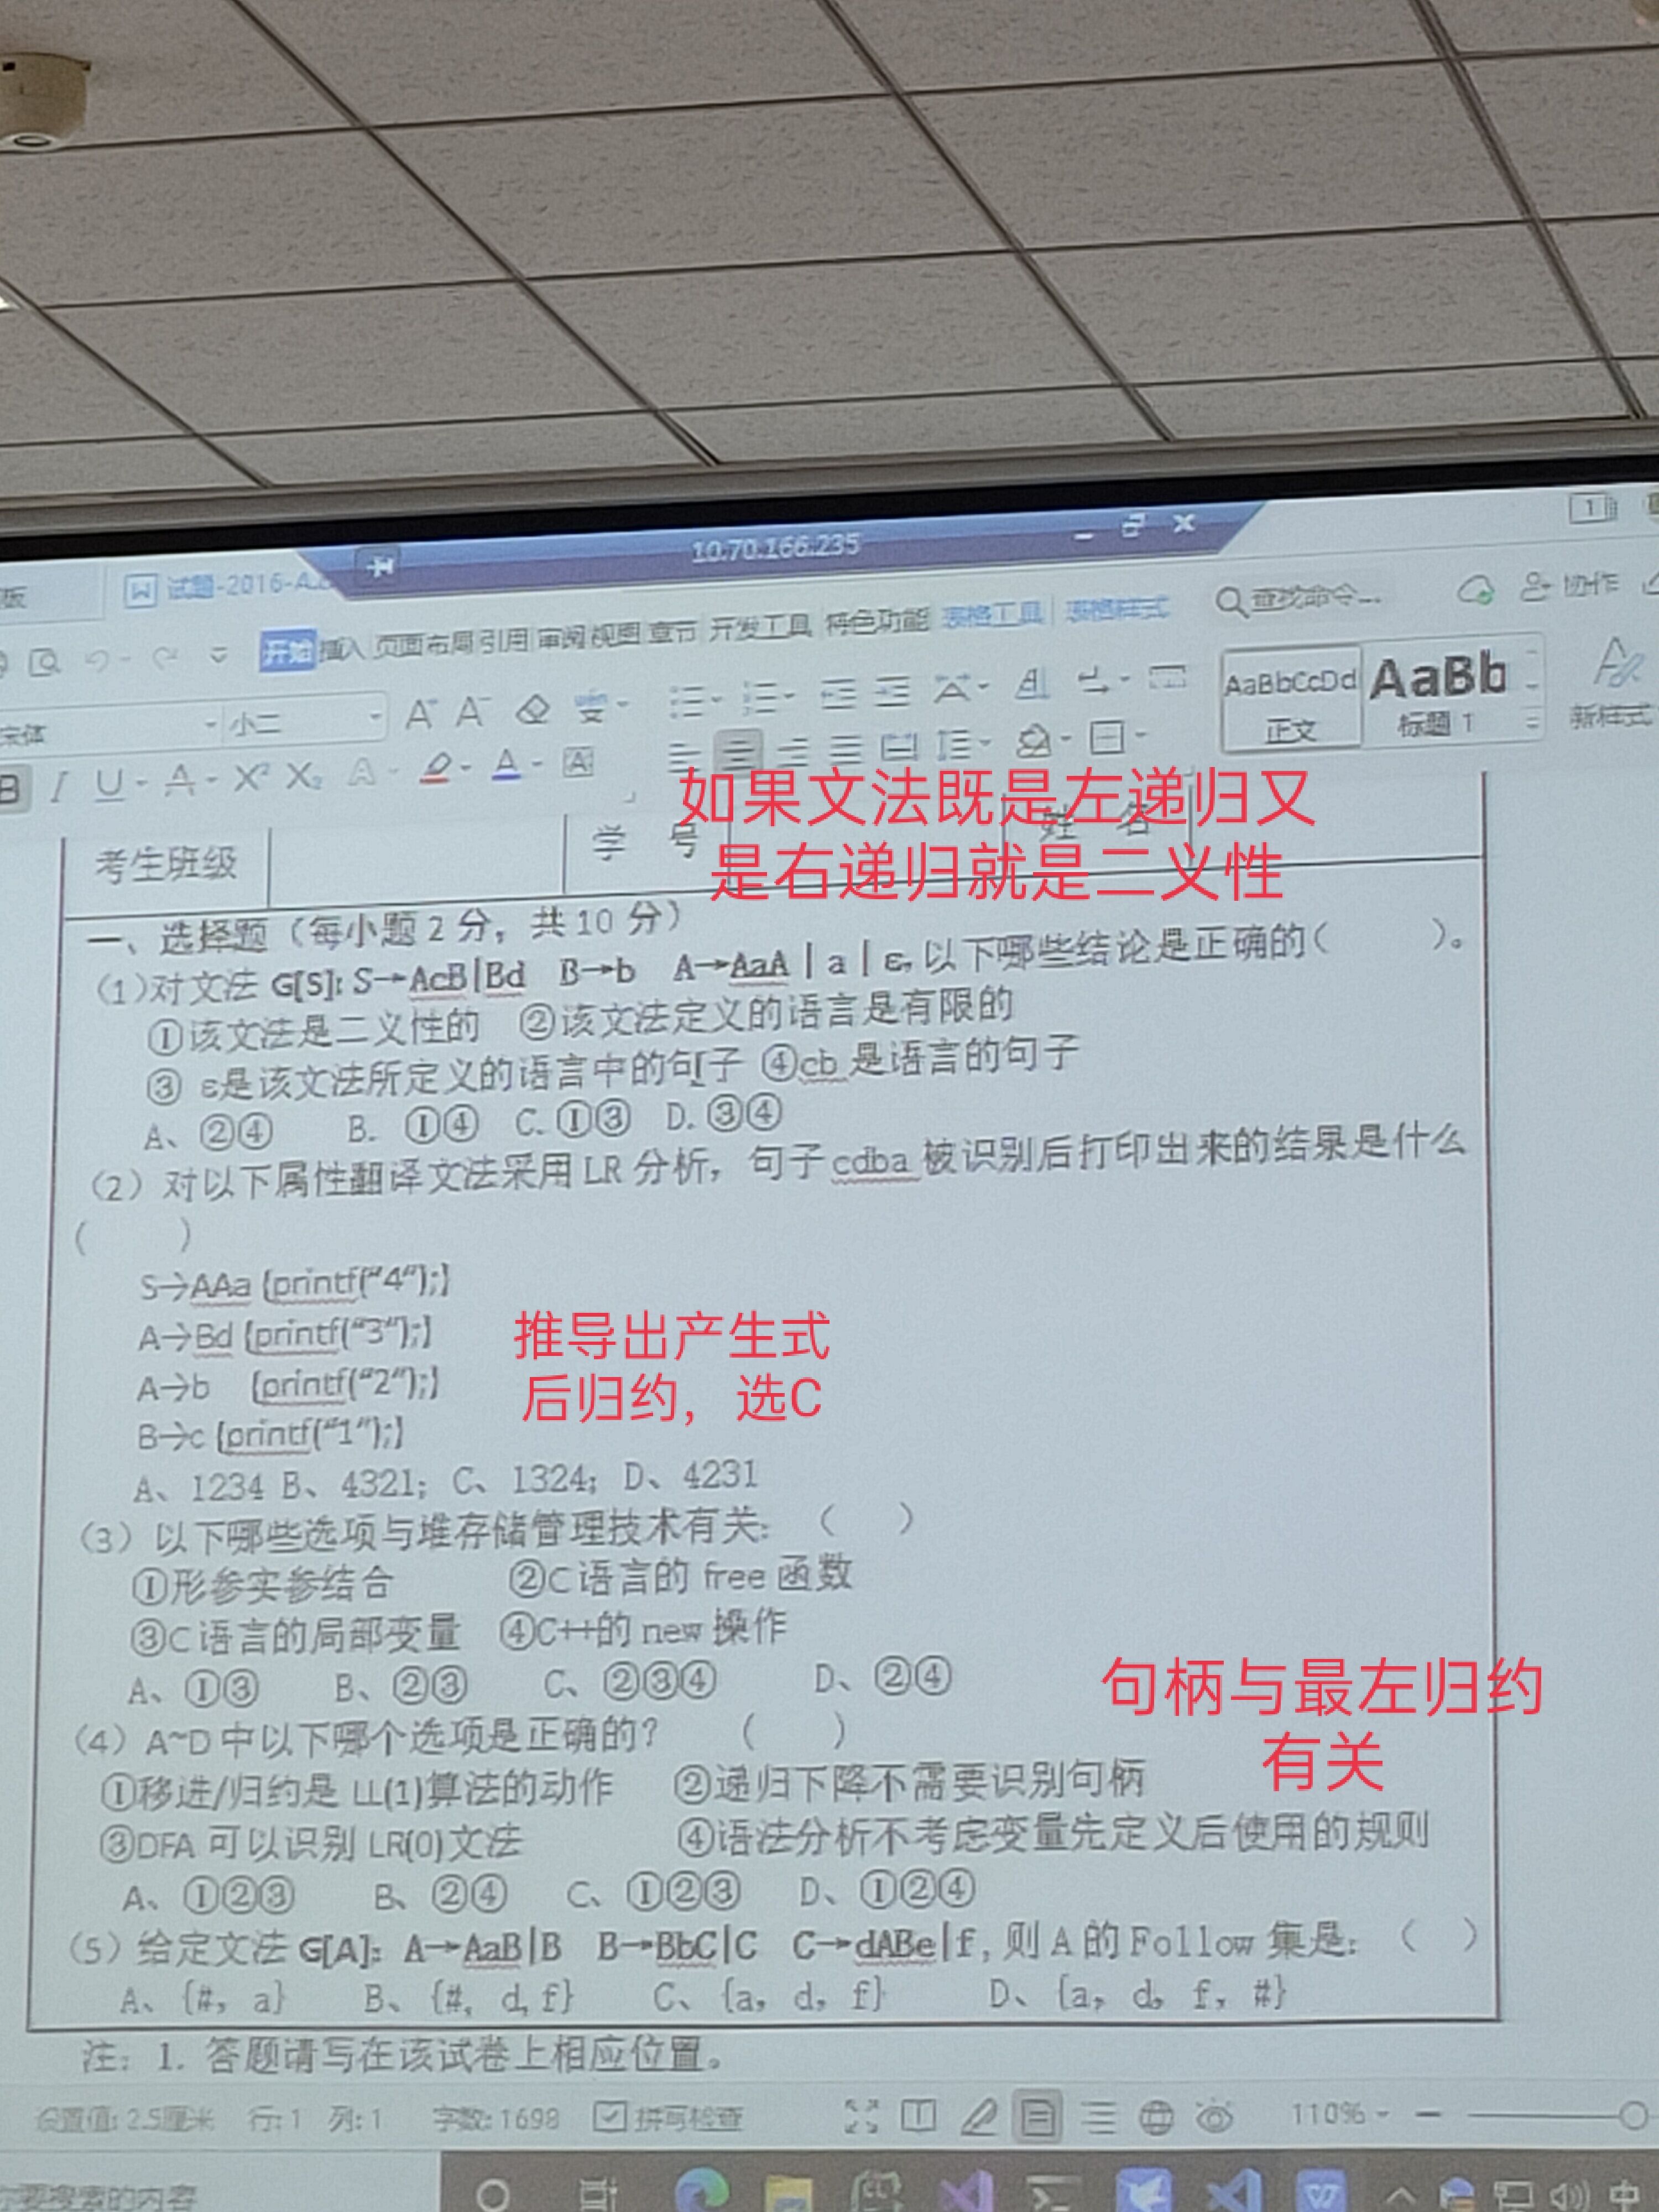 10.70.166.235
版
试题-2016-A.
开始 插入 页面布局 引用 审阅 视图 章节 开发工具 特色功能 表格工具 表格样式 查找命令... 协作
宋体 小二 AaBbCcDd AaBb
正文 标题 1 新样式
如果文法既是左递归又
是右递归就是二义性
考生班级 学 号 姓 名
一、选择题（每小题 2 分，共 10 分）
（1）对文法 G[S]: S→AcB|Bd B→b A→AaA | a | ε, 以下哪些结论是正确的（ ）。
①该文法是二义性的 ②该文法定义的语言是有限的
③ ε是该文法所定义的语言中的句子 ④cb 是语言的句子
A、②④ B. ①④ C. ①③ D. ③④
（2）对以下属性翻译文法采用 LR 分析，句子 cdba 被识别后打印出来的结果是什么
（ ）
S→AAa {printf("4");}
A→Bd {printf("3");}
A→b {printf("2");}
B→c {printf("1");}
推导出产生式
后归约，选C
A、1234 B、4321; C、1324; D、4231
（3）以下哪些选项与堆存储管理技术有关: （ ）
①形参实参结合 ②C 语言的 free 函数
③C 语言的局部变量 ④C++的 new 操作
A、①③ B、②③ C、②③④ D、②④
句柄与最左归约
有关
（4）A~D 中以下哪个选项是正确的? （ ）
①移进/归约是 LL(1)算法的动作 ②递归下降不需要识别句柄
③DFA 可以识别 LR(0)文法 ④语法分析不考虑变量先定义后使用的规则
A、①②③ B、②④ C、①②③ D、①②④
（5）给定文法 G[A]: A→AaB|B B→BbC|C C→dABe|f, 则 A 的 Follow 集是: （ ）
A、{#, a} B、{#, d, f} C、{a, d, f} D、{a, d, f, #}
注: 1. 答题请写在该试卷上相应位置。
设置值: 2.5厘米 行: 1 列: 1 字数: 1698 拼写检查 110%
要搜索的内容 中